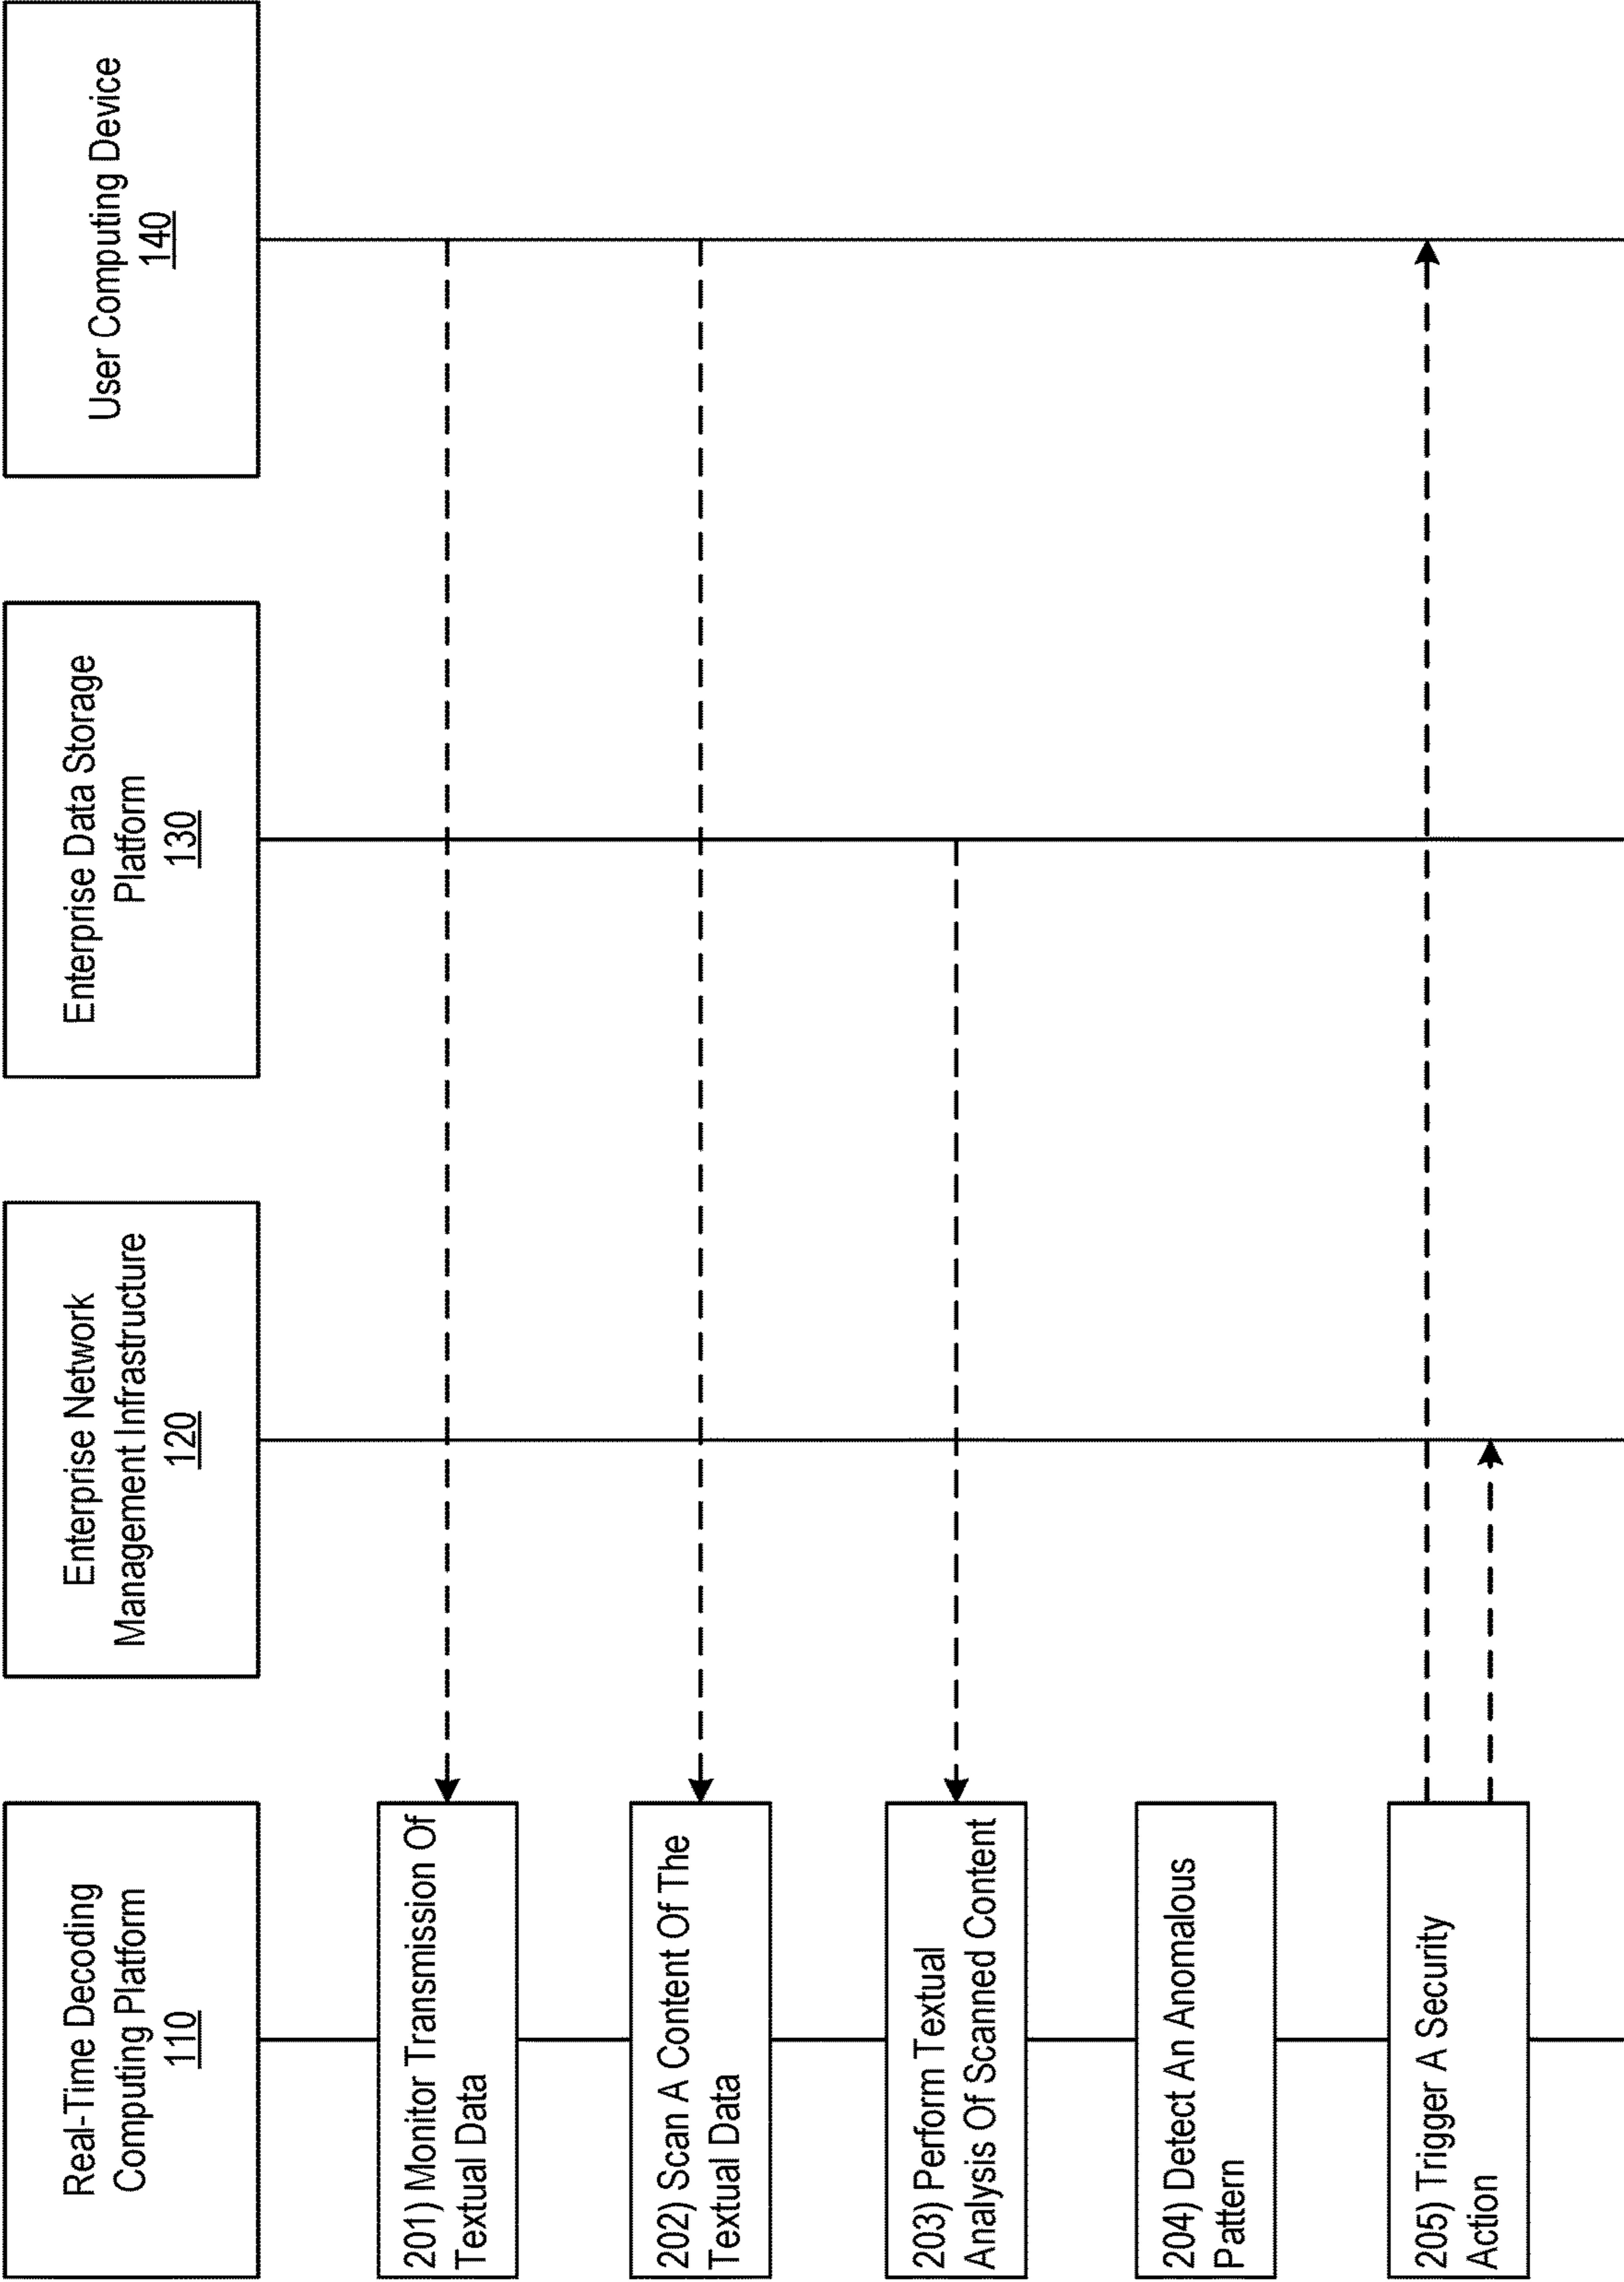 Real-Time Decoding
Computing Platform
110
Enterprise Network
Management Infrastructure
120
Enterprise Data Storage
Platform
130
User Computing Device
140
201) Monitor Transmission Of
Textual Data
202) Scan A Content Of The
Textual Data
203) Perform Textual
Analysis Of Scanned Content
204) Detect An Anomalous
Pattern
205) Trigger A Security
Action